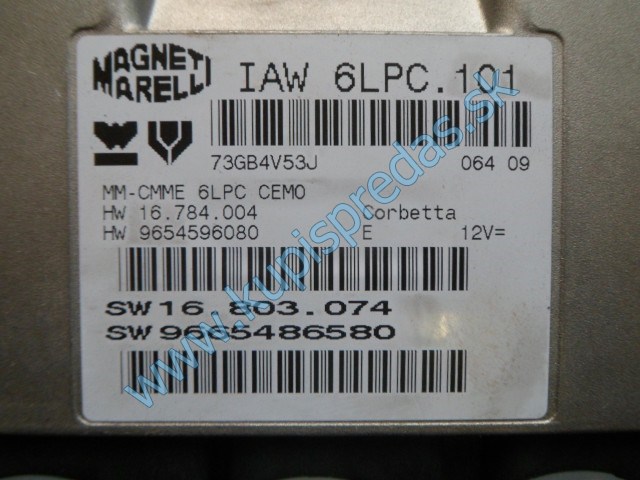 MAGNETI MARELLI
IAW 6LPC.101
73GB4V53J 064 09
MM-CMME 6LPC CEMO
HW 16.784.004 Corbetta
HW 9654596080 E 12V=
SW 16.803.074
SW 9665486580
www.kupispredas.sk